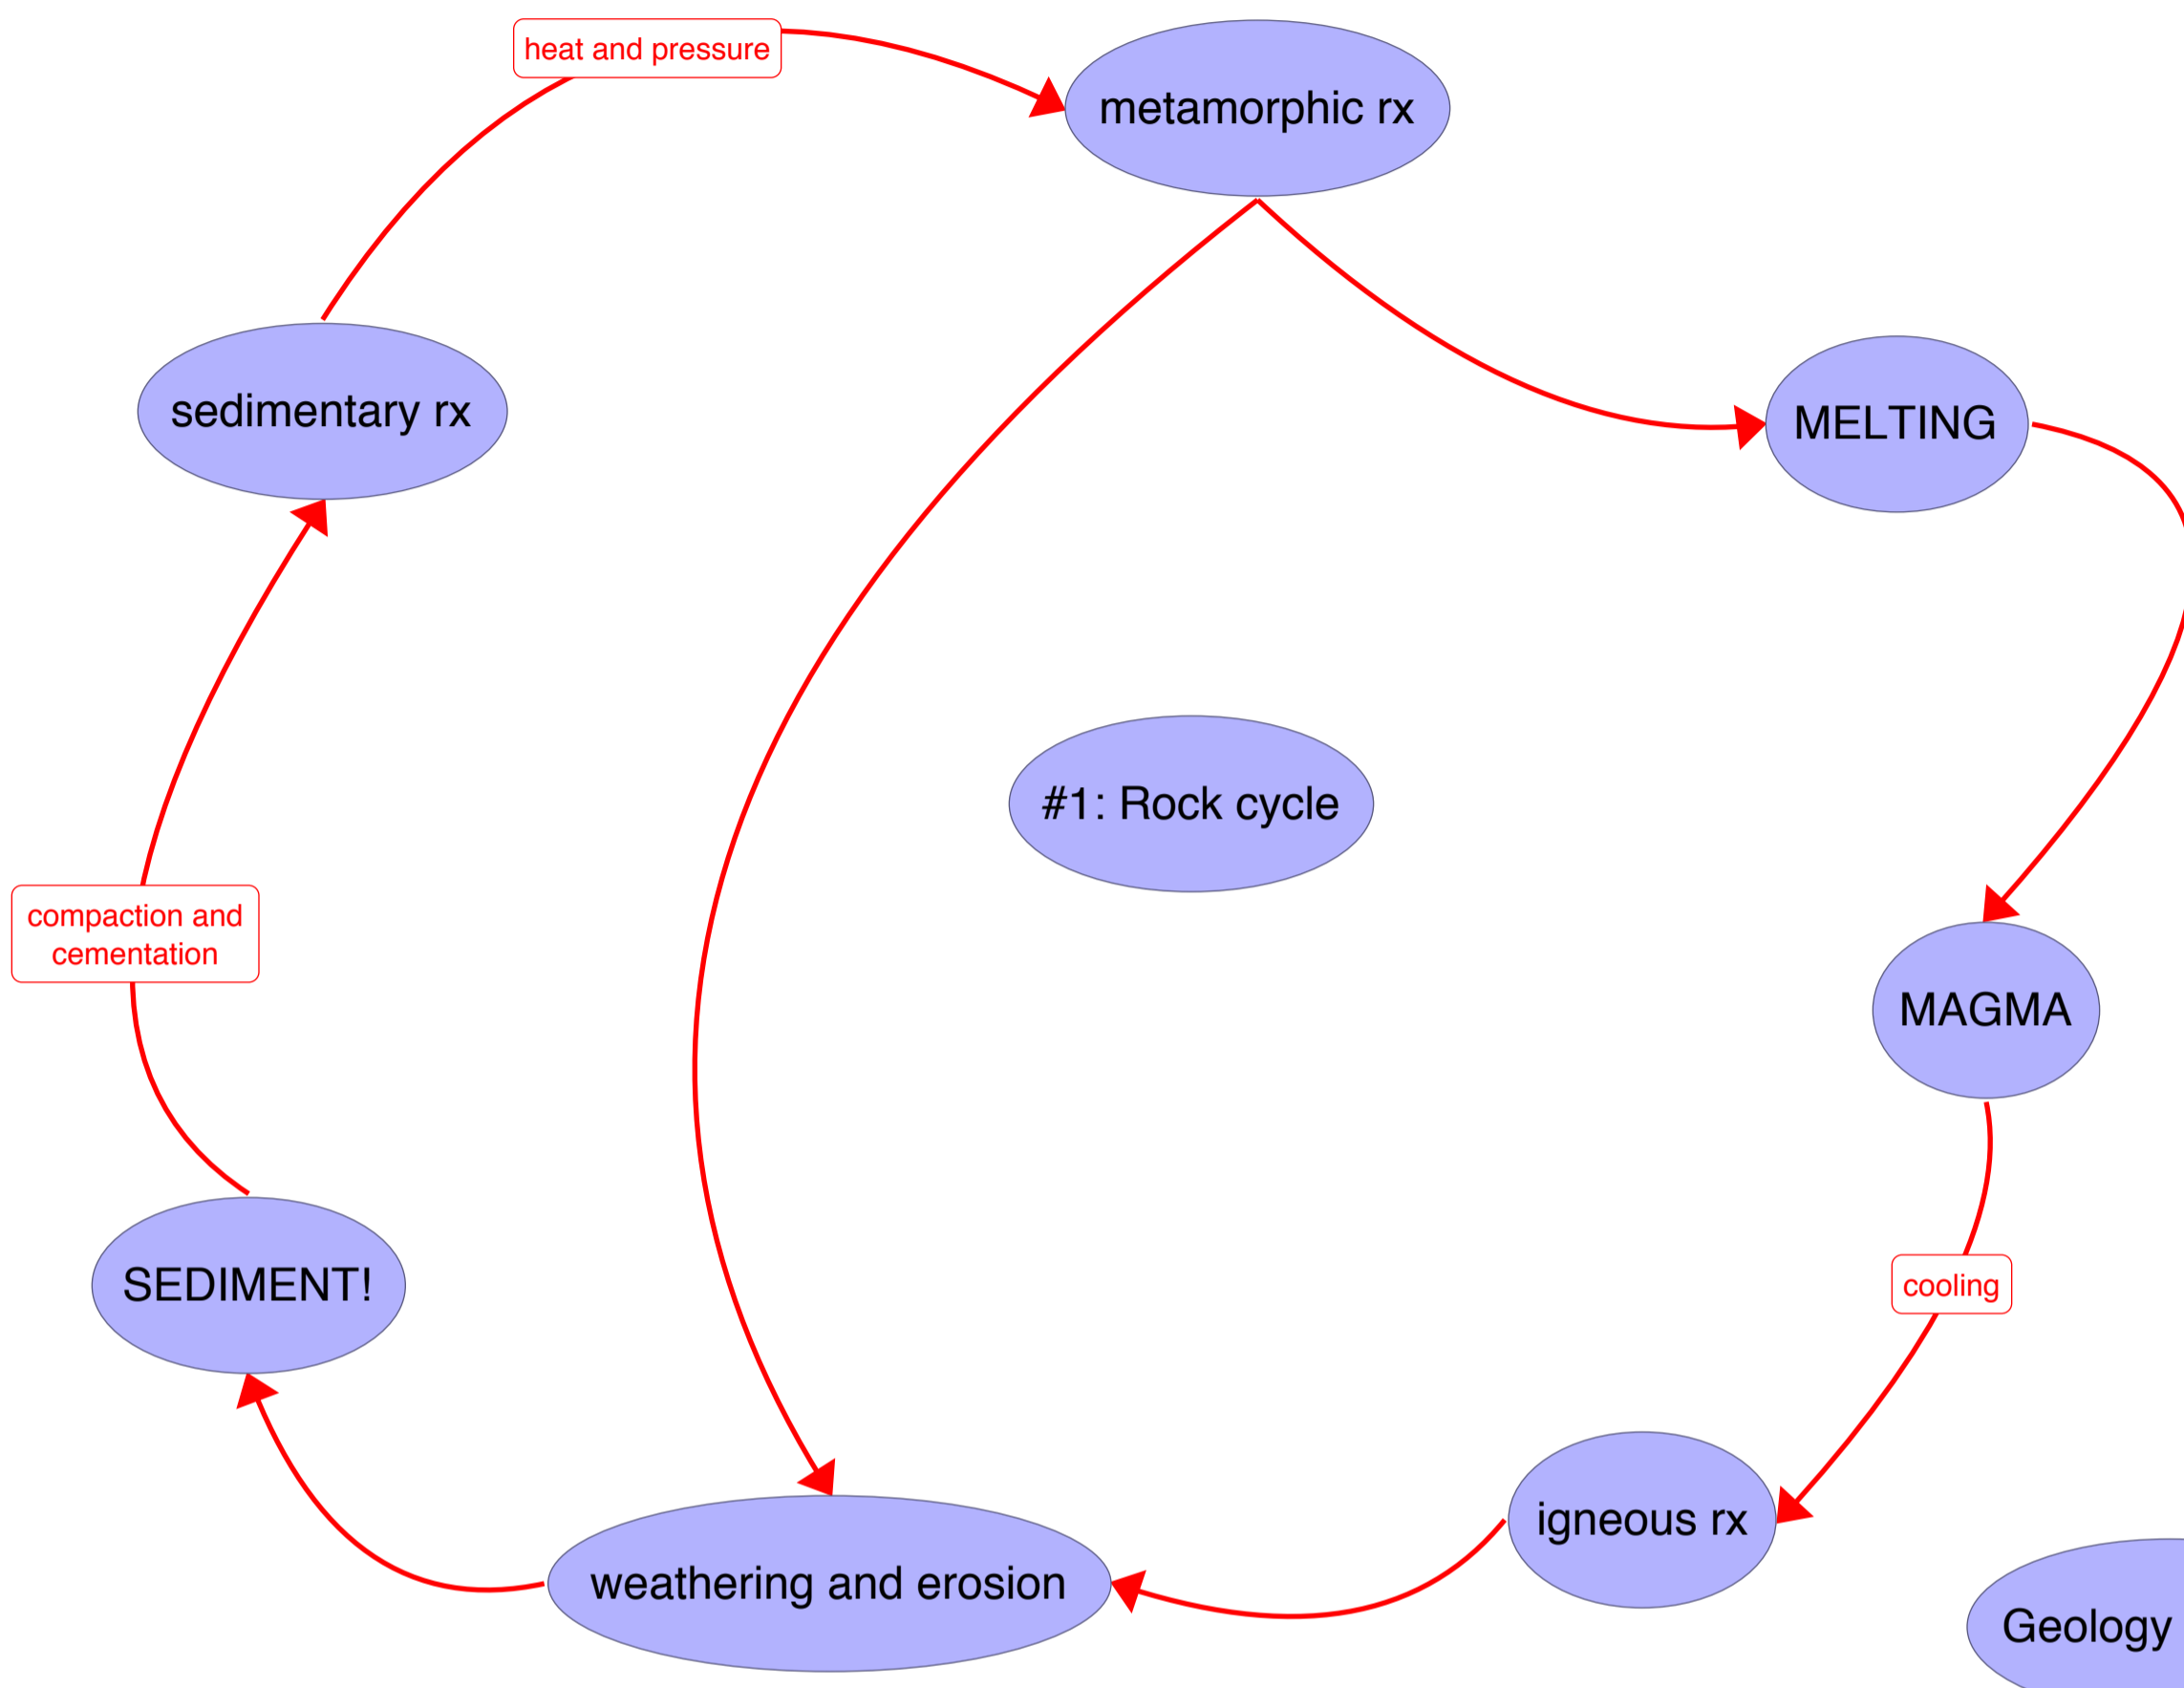 heat and pressure
metamorphic rx
sedimentary rx
MELTING
#1: Rock cycle
compaction and
cementation
MAGMA
SEDIMENT!
cooling
igneous rx
weathering and erosion
Geology